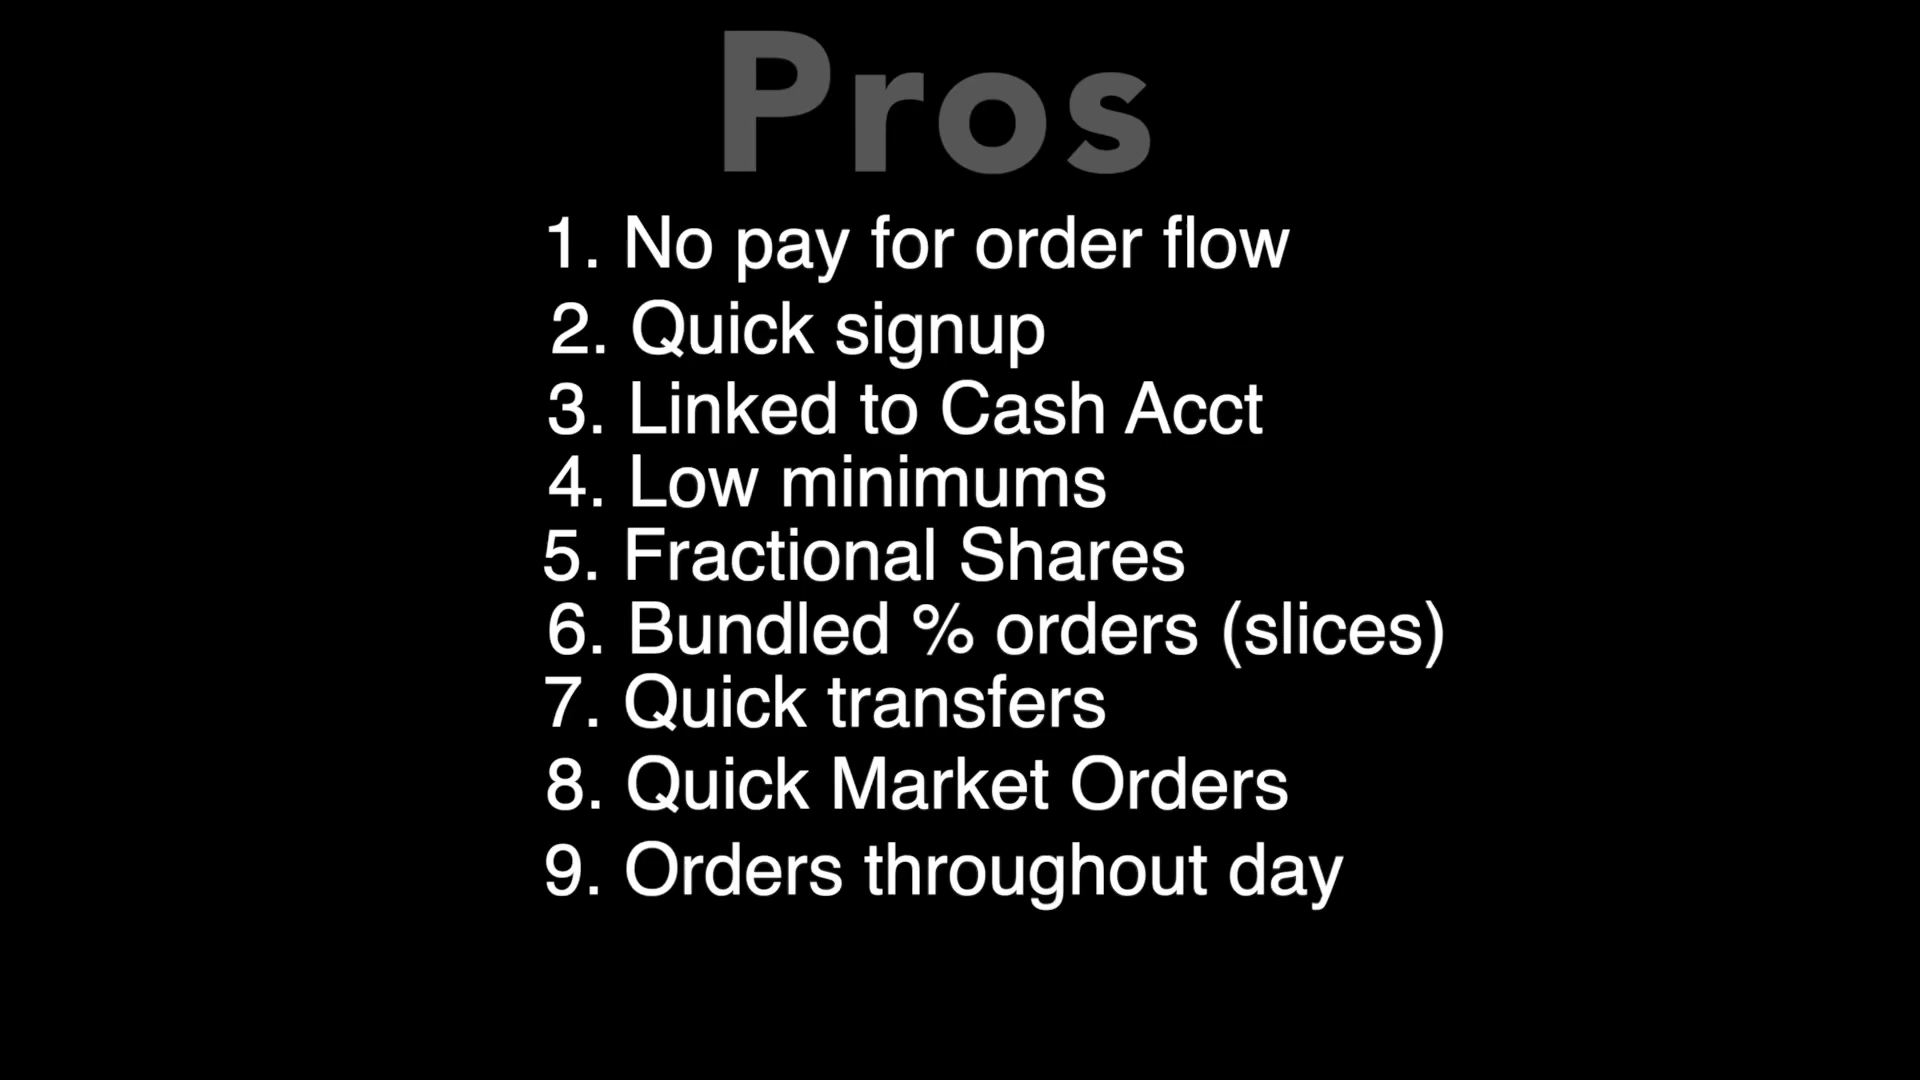 Pros
1. No pay for order flow
2. Quick signup
3. Linked to Cash Acct
4. Low minimums
5. Fractional Shares
6. Bundled % orders (slices)
7. Quick transfers
8. Quick Market Orders
9. Orders throughout day